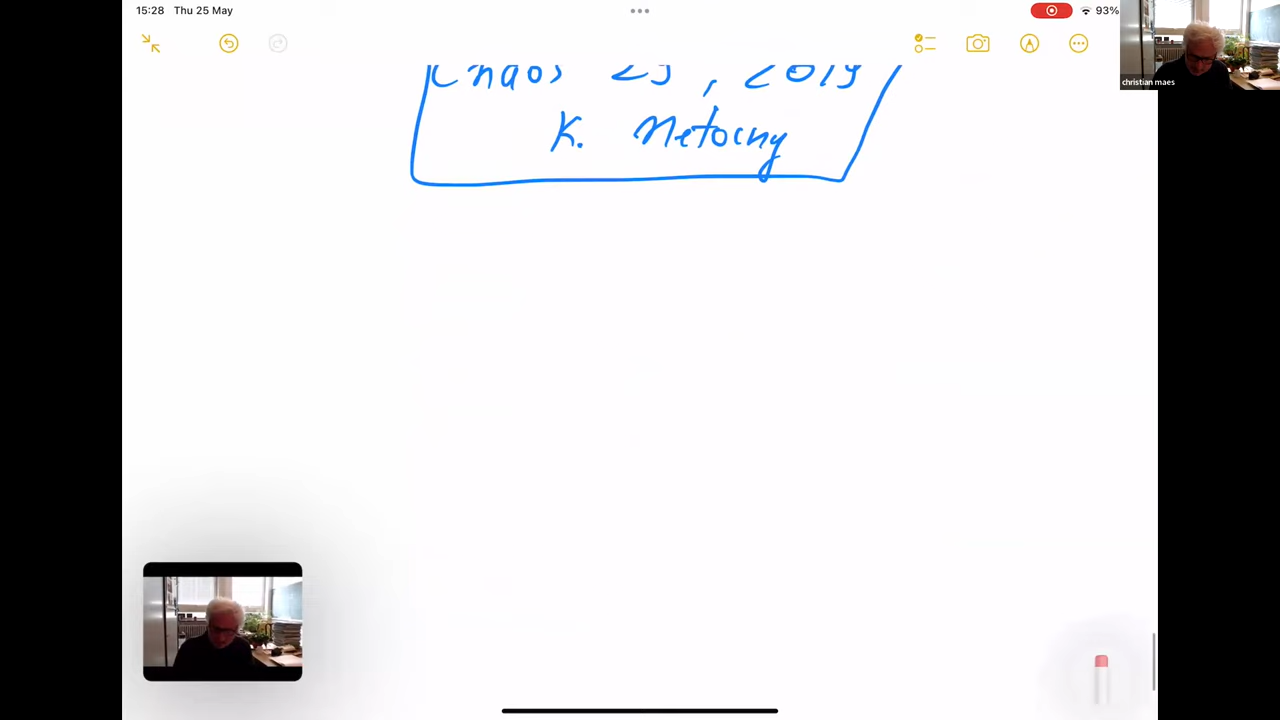 15:28 Thu 25 May
93%
christian maes
Chaos 29, 2019
K. Netocny